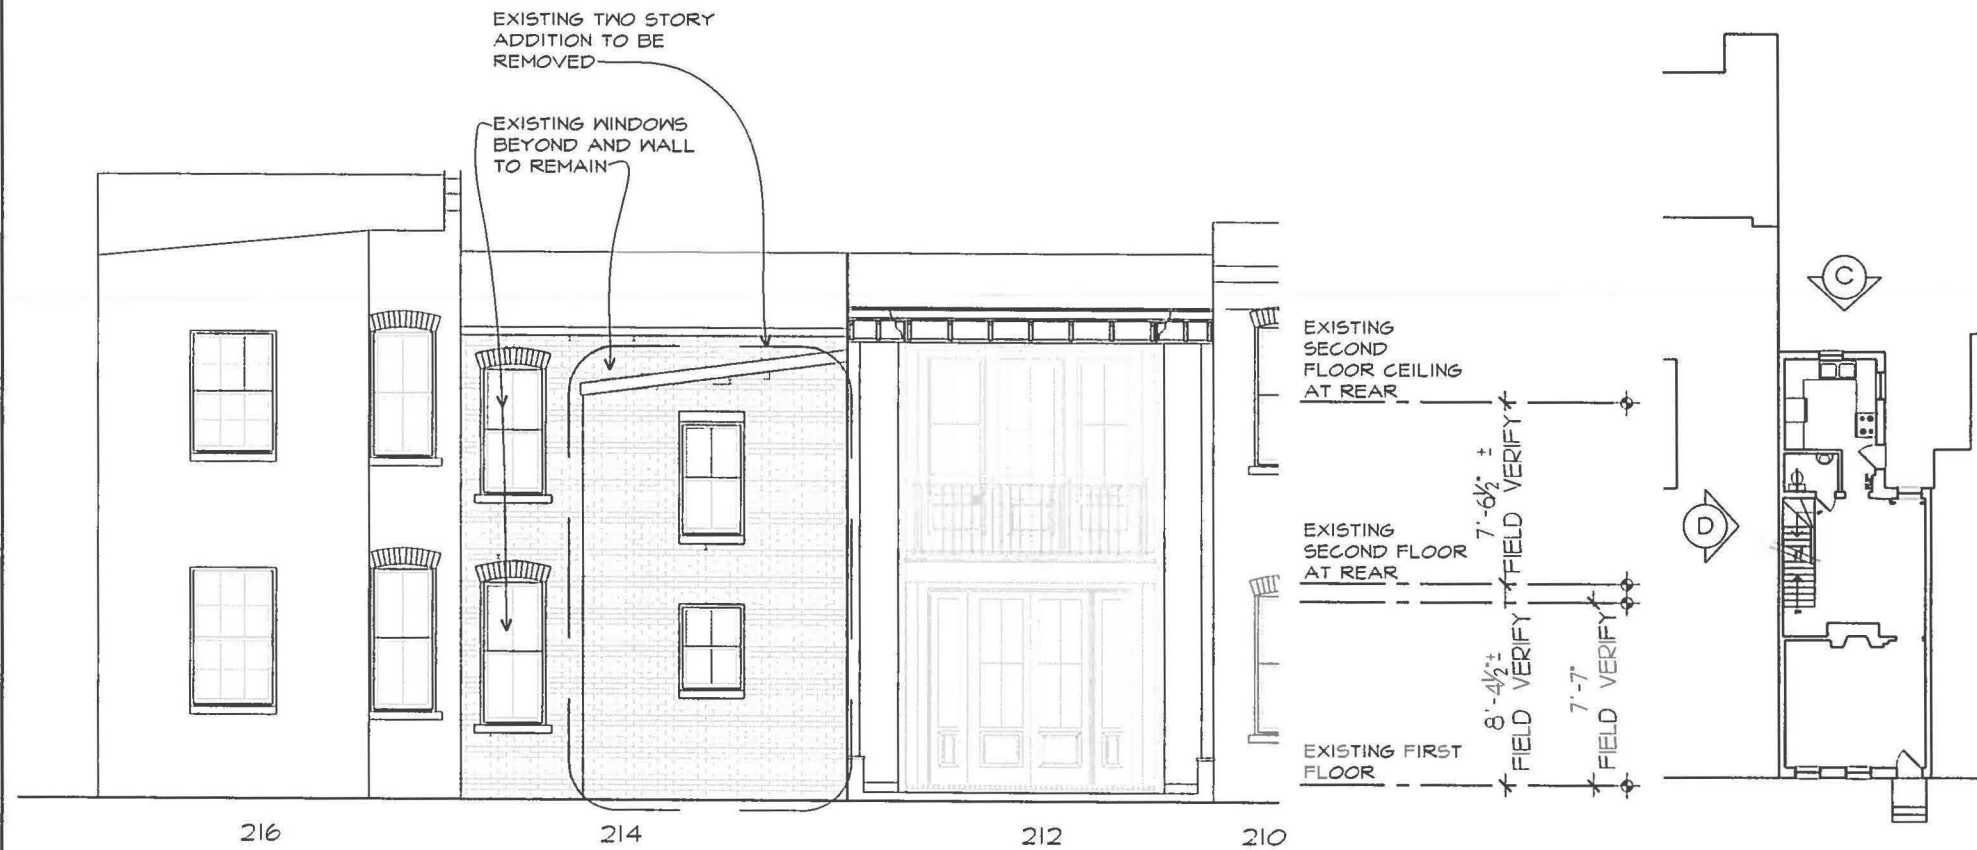 EXISTING TWO STORY
ADDITION TO BE
REMOVED
EXISTING WINDOWS
BEYOND AND WALL
TO REMAIN
EXISTING
SECOND
FLOOR CEILING
AT REAR
7'-6½" ±
FIELD VERIFY
EXISTING
SECOND FLOOR
AT REAR
8'-4½"±
FIELD VERIFY
7'-7"
FIELD VERIFY
EXISTING FIRST
FLOOR
216
214
212
210
C
D